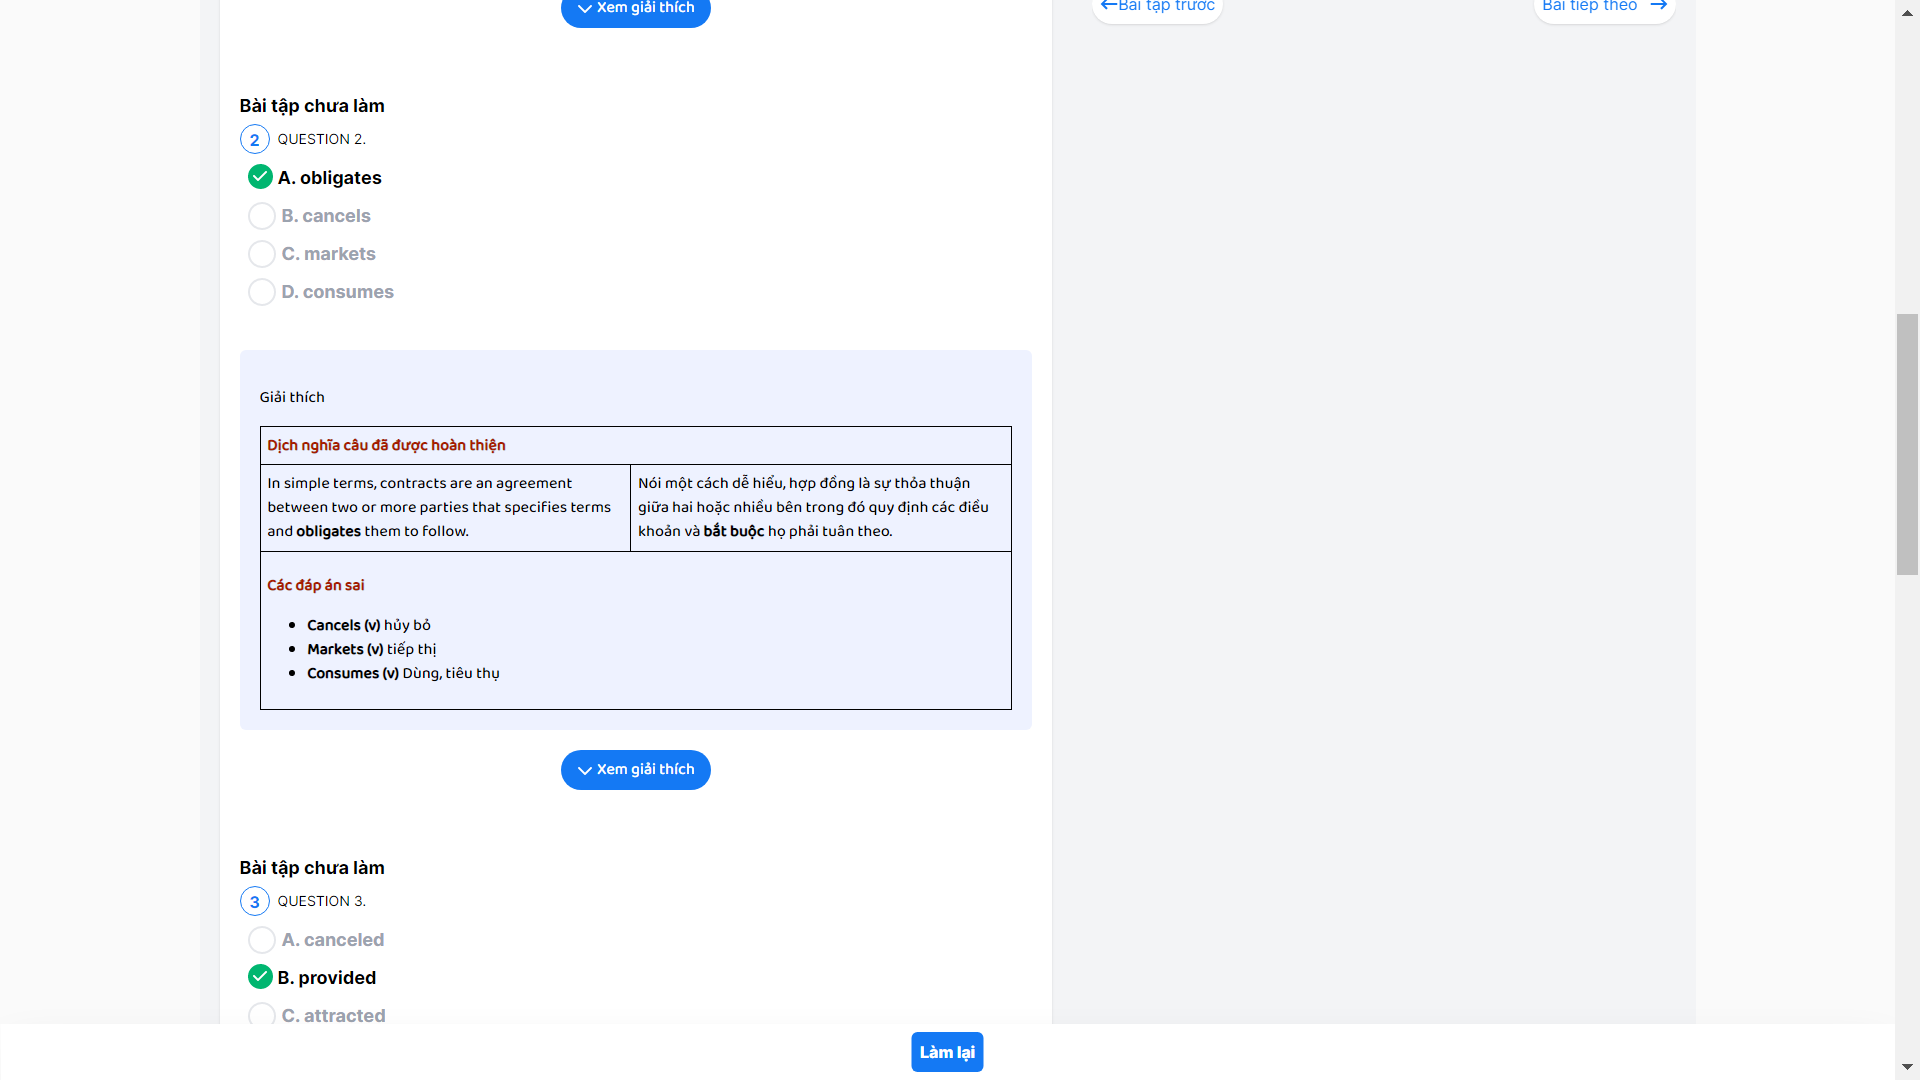 Xem giải thích
Bài tập trước
Bài tiếp theo
Bài tập chưa làm
2 QUESTION 2.
A. obligates
B. cancels
C. markets
D. consumes
Giải thích
Dịch nghĩa câu đã được hoàn thiện
In simple terms, contracts are an agreement
between two or more parties that specifies terms
and obligates them to follow.
Nói một cách dễ hiểu, hợp đồng là sự thỏa thuận
giữa hai hoặc nhiều bên trong đó quy định các điều
khoản và bắt buộc họ phải tuân theo.
Các đáp án sai
Cancels (v) hủy bỏ
Markets (v) tiếp thị
Consumes (v) Dùng, tiêu thụ
Xem giải thích
Bài tập chưa làm
3 QUESTION 3.
A. canceled
B. provided
C. attracted
Làm lại